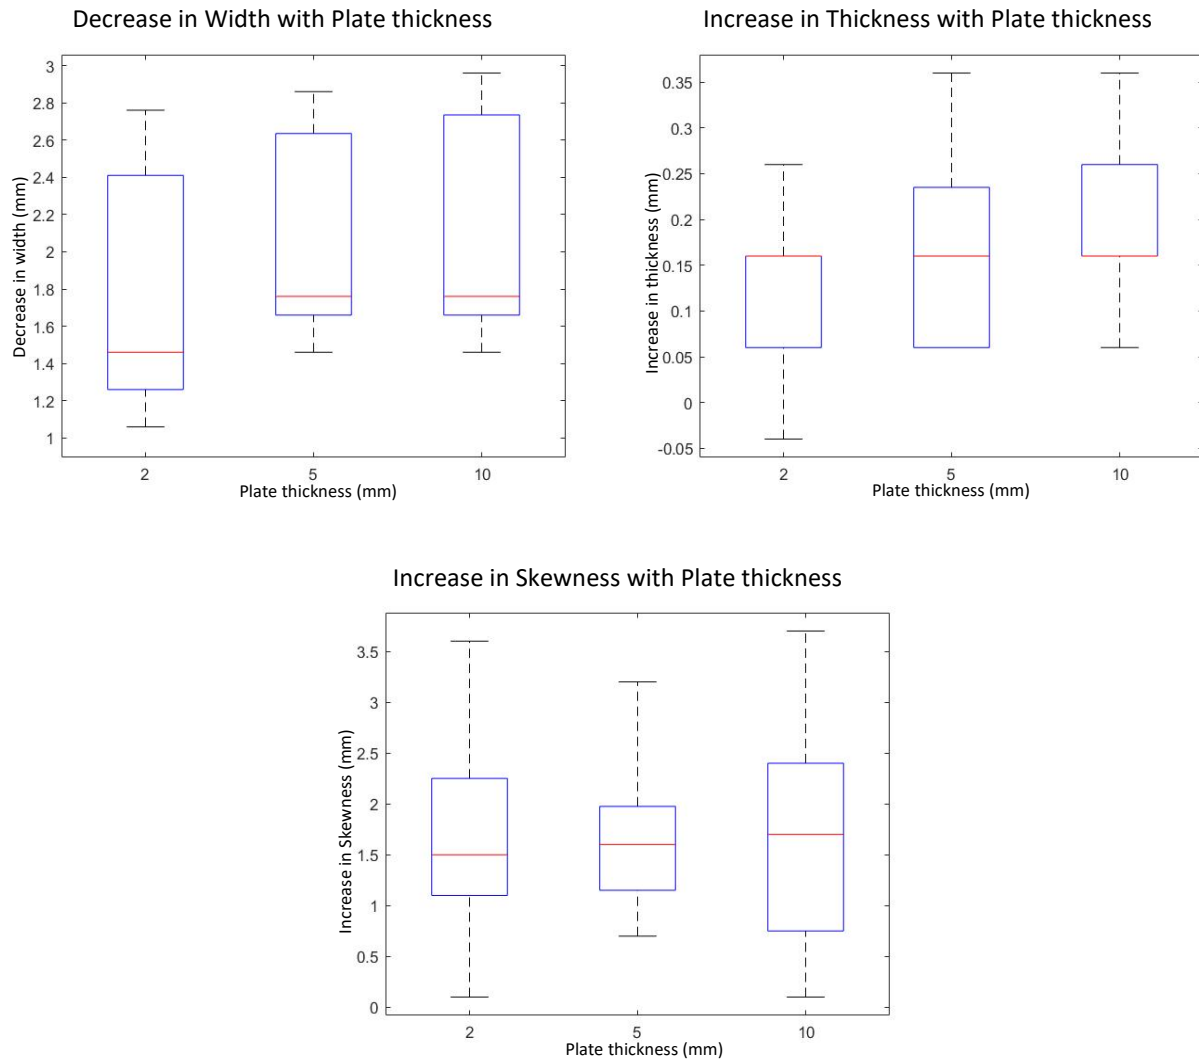 Decrease in Width with Plate thickness
3
2.8
2.6
2.4
2.2
2
1.8
1.6
1.4
1.2
1
Decrease in width (mm)
2 5 10
Plate thickness (mm)
Increase in Thickness with Plate thickness
0.35
0.3
0.25
0.2
0.15
0.1
0.05
0
-0.05
Increase in thickness (mm)
2 5 10
Plate thickness (mm)
Increase in Skewness with Plate thickness
3.5
3
2.5
2
1.5
1
0.5
0
Increase in Skewness (mm)
2 5 10
Plate thickness (mm)